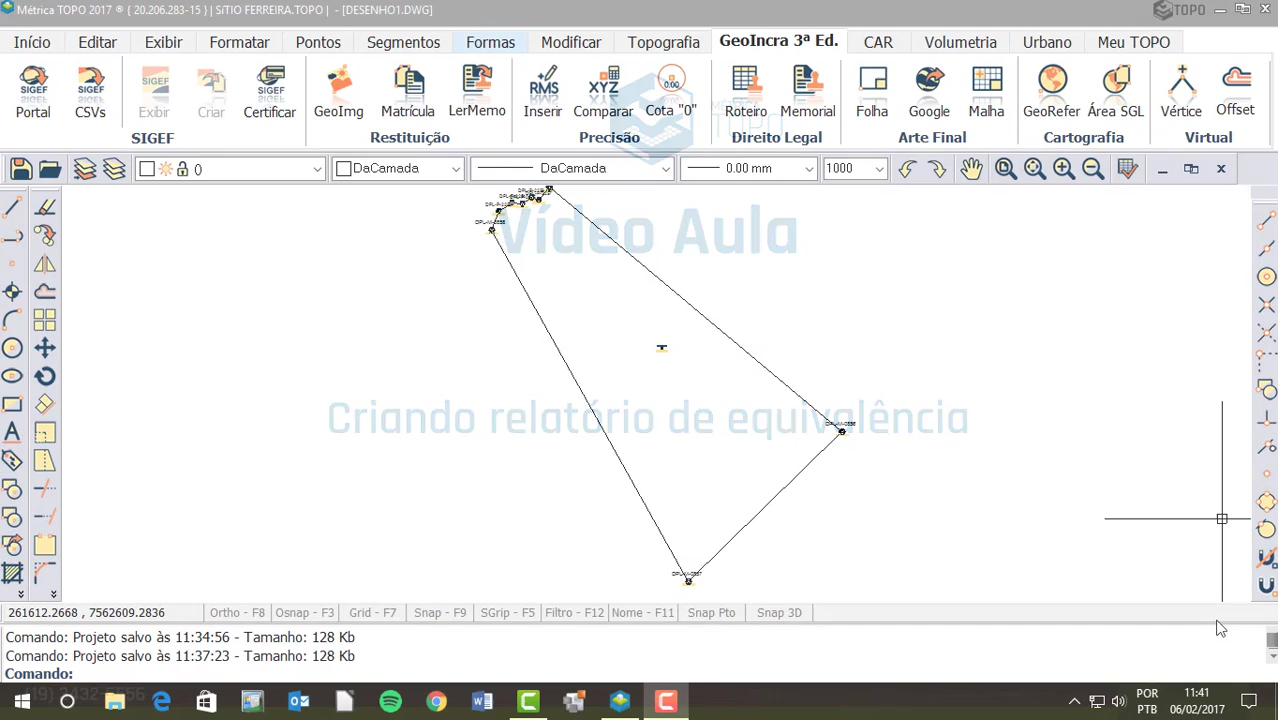 Métrica TOPO 2017 ® { 20.206.283-15 } | SíTIO FERREIRA.TOPO | - [DESENHO1.DWG]
TOPO
Início Editar Exibir Formatar Pontos Segmentos Formas Modificar Topografia GeoIncra 3ª Ed. CAR Volumetria Urbano Meu TOPO
SIGEF SIGEF SIGEF SIGEF RMS XYZ 0.00
Portal CSVs Exibir Criar Certificar GeoImg Matrícula LerMemo Inserir Comparar Cota "0" Roteiro Memorial Folha Google Malha GeoRefer Área SGL Vértice Offset
SIGEF Restituição Precisão Direito Legal Arte Final Cartografia Virtual
0 DaCamada DaCamada 0.00 mm 1000
Vídeo Aula
Criando relatório de equivalência
261612.2668 , 7562609.2836 Ortho - F8 Osnap - F3 Grid - F7 Snap - F9 SGrip - F5 Filtro - F12 Nome - F11 Snap Pto Snap 3D
Comando: Projeto salvo às 11:34:56 - Tamanho: 128 Kb
Comando: Projeto salvo às 11:37:23 - Tamanho: 128 Kb
Comando:
POR 11:41
PTB 06/02/2017